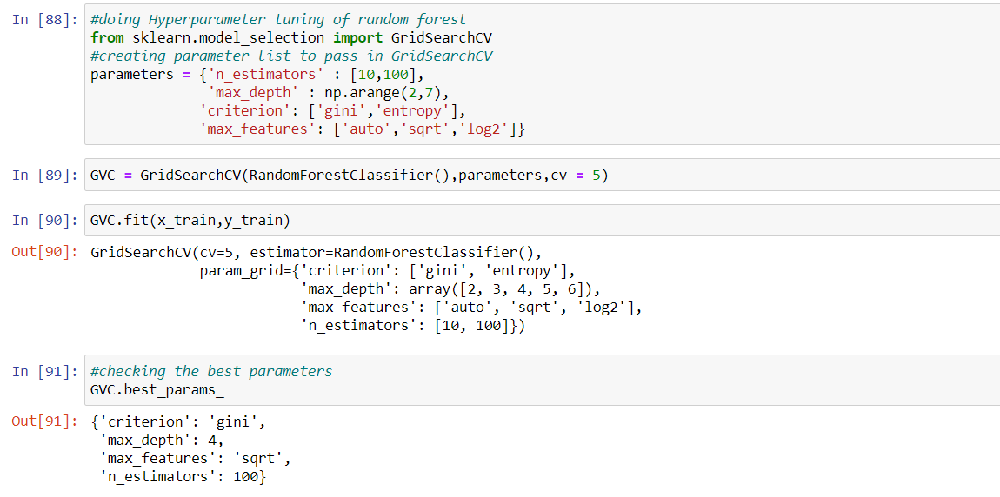 In [88]: #doing Hyperparameter tuning of random forest
from sklearn.model_selection import GridSearchCV
#creating parameter list to pass in GridSearchCV
parameters = {'n_estimators' : [10,100],
'max_depth' : np.arange(2,7),
'criterion': ['gini','entropy'],
'max_features': ['auto','sqrt','log2']}
In [89]: GVC = GridSearchCV(RandomForestClassifier(),parameters,cv = 5)
In [90]: GVC.fit(x_train,y_train)
Out[90]: GridSearchCV(cv=5, estimator=RandomForestClassifier(),
param_grid={'criterion': ['gini', 'entropy'],
'max_depth': array([2, 3, 4, 5, 6]),
'max_features': ['auto', 'sqrt', 'log2'],
'n_estimators': [10, 100]})
In [91]: #checking the best parameters
GVC.best_params_
Out[91]: {'criterion': 'gini',
'max_depth': 4,
'max_features': 'sqrt',
'n_estimators': 100}